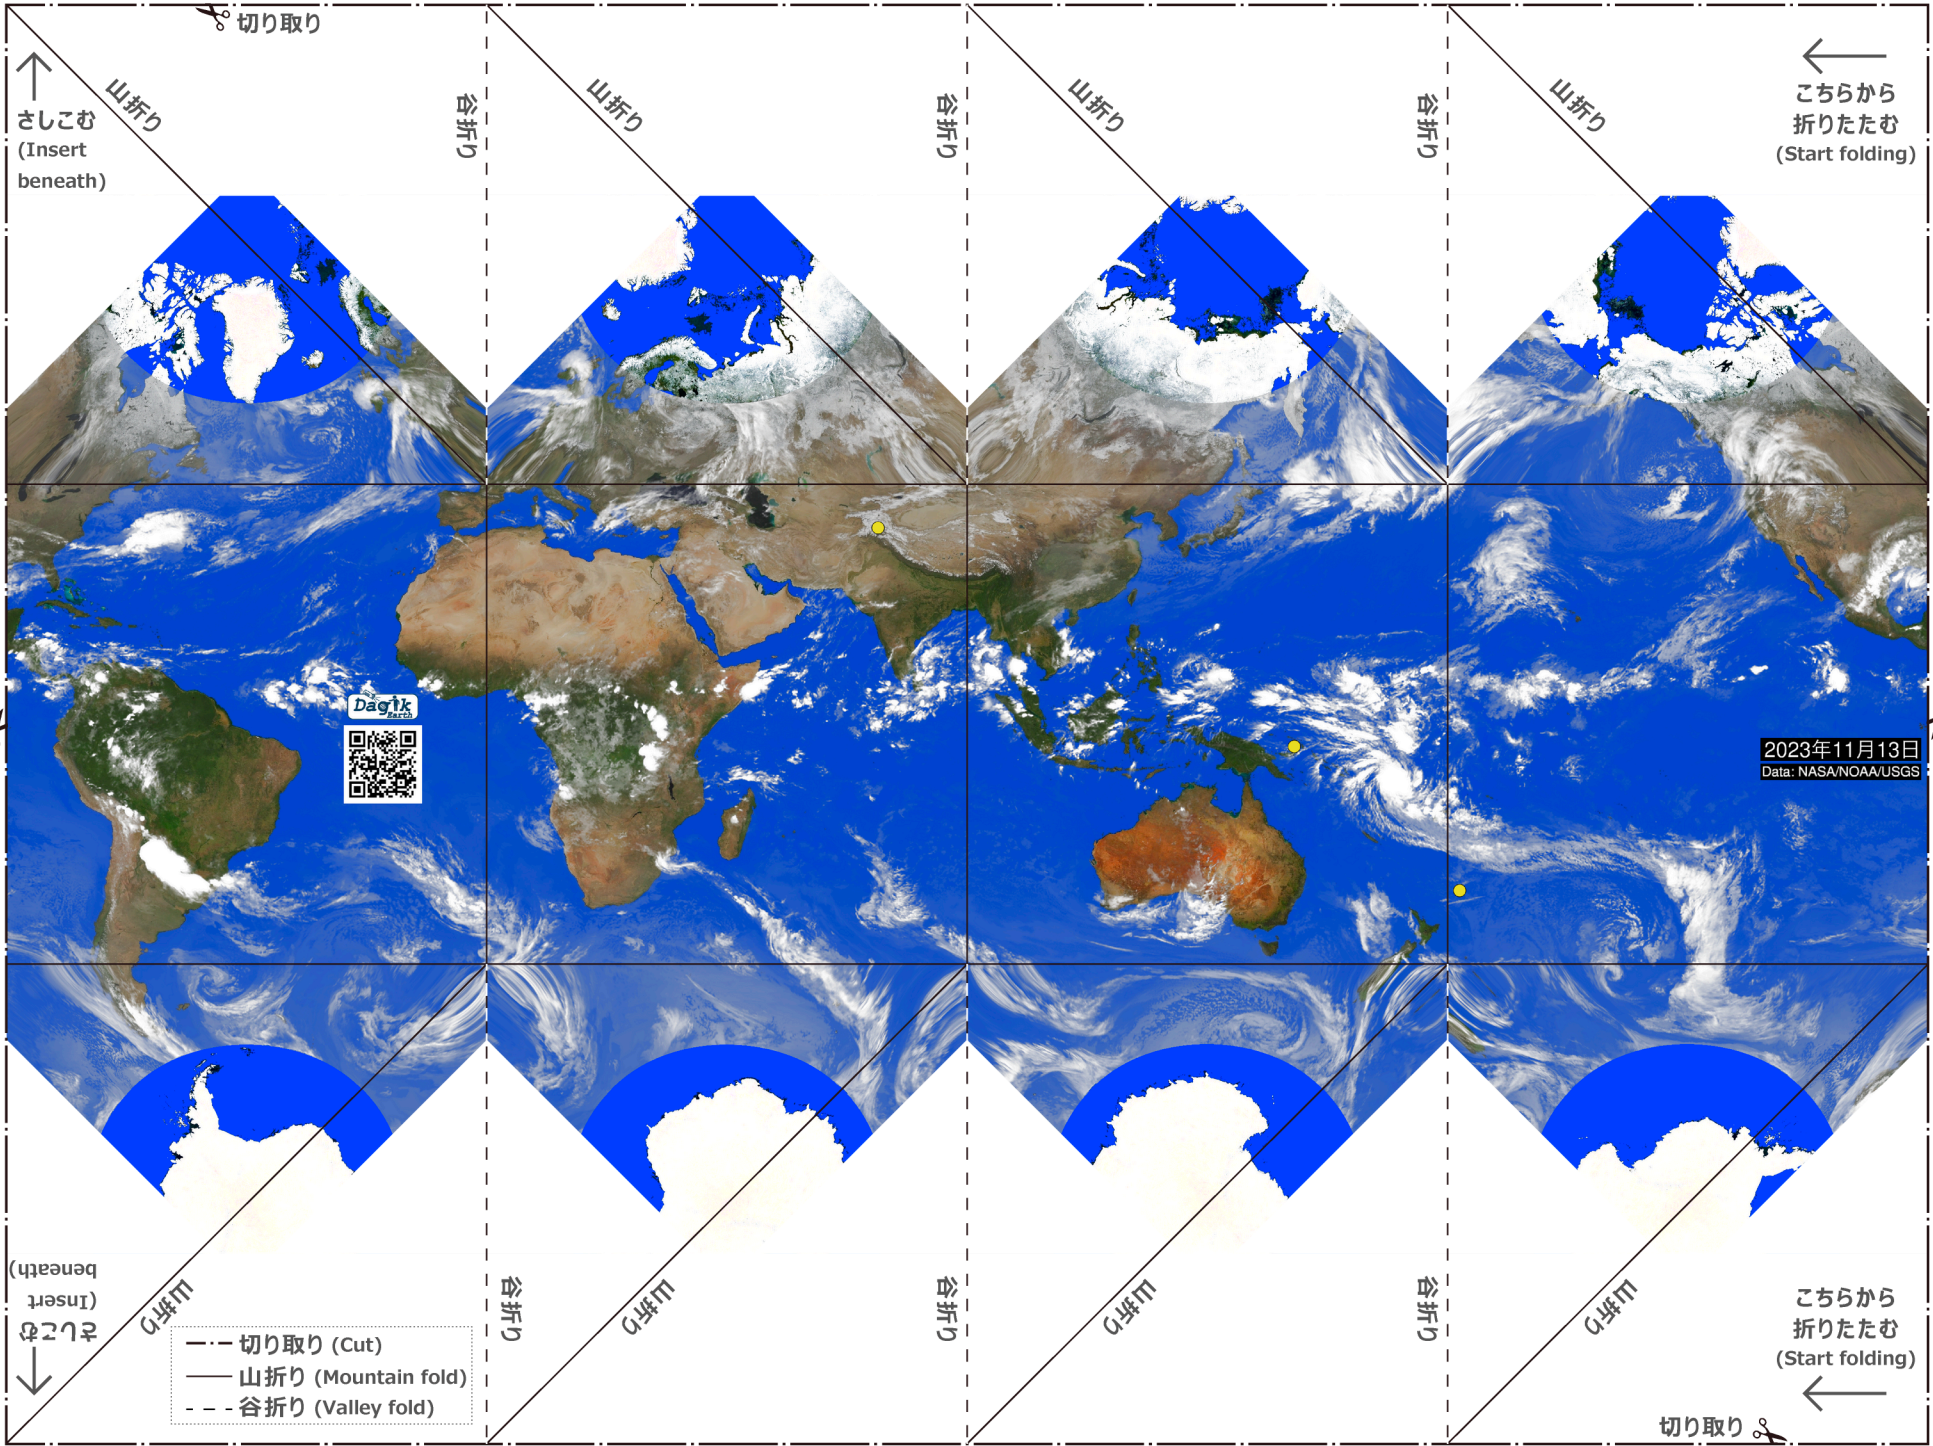 切り取り
さしこむ
(Insert
beneath)
山折り
谷折り
山折り
谷折り
山折り
谷折り
山折り
こちらから
折りたたむ
(Start folding)
Dagik
Earth
2023年11月13日
Data: NASA/NOAA/USGS
さしこむ
(Insert
beneath)
山折り
谷折り
山折り
谷折り
山折り
谷折り
山折り
こちらから
折りたたむ
(Start folding)
切り取り (Cut)
山折り (Mountain fold)
谷折り (Valley fold)
切り取り